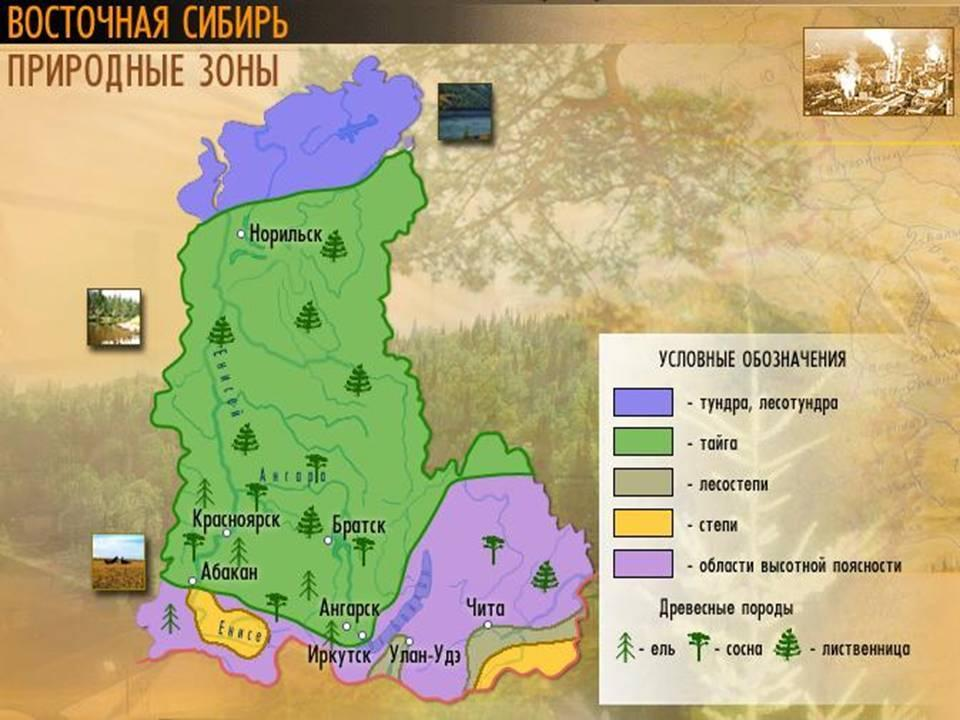 ВОСТОЧНАЯ СИБИРЬ
ПРИРОДНЫЕ ЗОНЫ
Норильск
Енисей
Ангара
Красноярск
Братск
Абакан
Ангарск
Чита
Енисе
Иркутск
Улан-Удэ
УСЛОВНЫЕ ОБОЗНАЧЕНИЯ
- тундра, лесотундра
- тайга
- лесостепи
- степи
- области высотной поясности
Древесные породы
- ель - сосна - лиственница